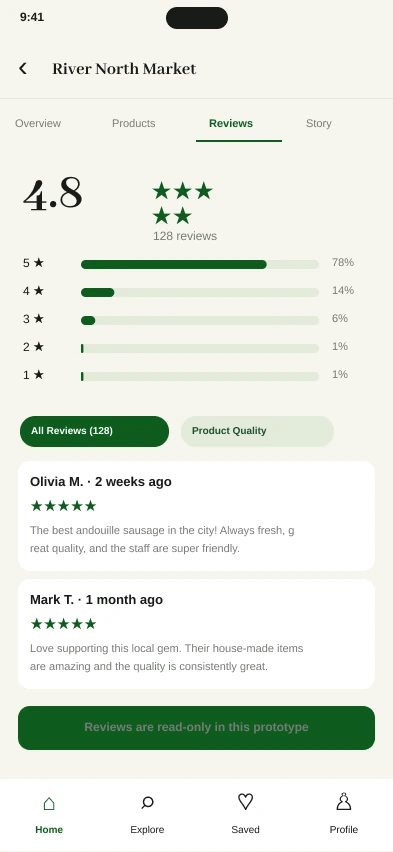 9:41
‹ River North Market
Overview Products Reviews Story
4.8
★★★
★★
128 reviews
5 ★ 78%
4 ★ 14%
3 ★ 6%
2 ★ 1%
1 ★ 1%
All Reviews (128) Product Quality
Olivia M. · 2 weeks ago
★★★★★
The best andouille sausage in the city! Always fresh, g
reat quality, and the staff are super friendly.
Mark T. · 1 month ago
★★★★★
Love supporting this local gem. Their house-made items
are amazing and the quality is consistently great.
Reviews are read-only in this prototype
Home Explore Saved Profile